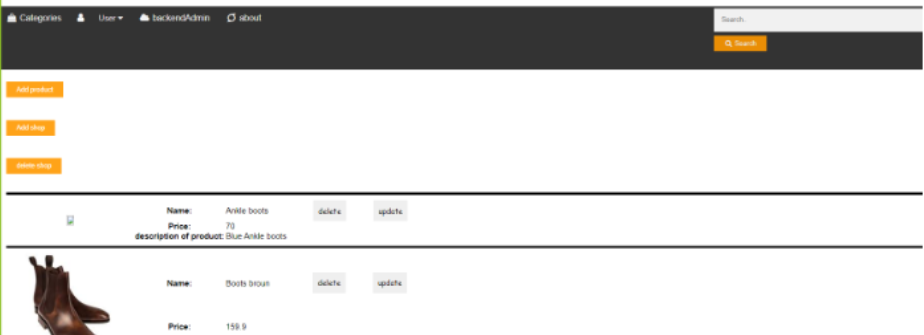 Categories User backendAdmin about Search..
Search
Add product
Add shop
delete shop
Name: Ankle boots delete update
Price: 70
description of product: Blue Ankle boots
Name: Boots broun delete update
Price: 159.9